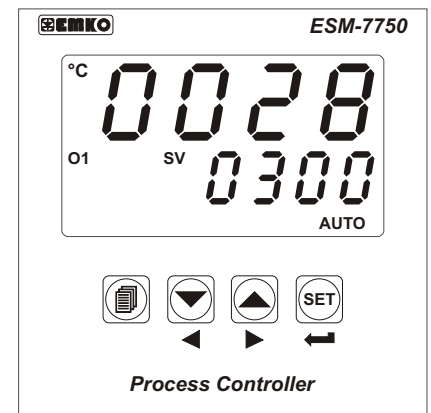 EMKO ESM-7750
°C 0028
O1 SV 0300
AUTO
SET
Process Controller